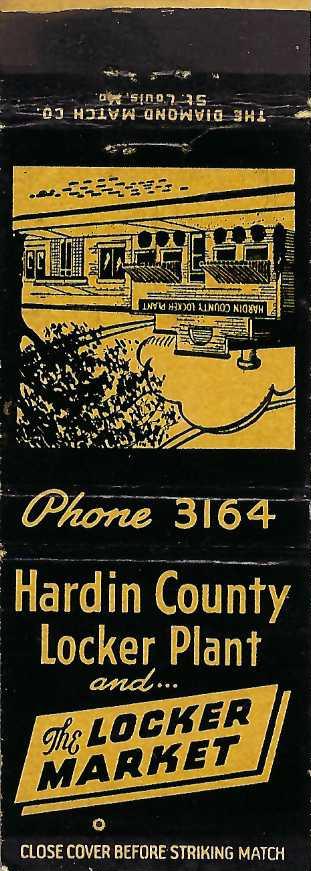 THE DIAMOND MATCH CO.
St. Louis, Mo.
HARDIN COUNTY LOCKER PLANT
Phone 3164
Hardin County
Locker Plant
and...
The LOCKER
MARKET
CLOSE COVER BEFORE STRIKING MATCH